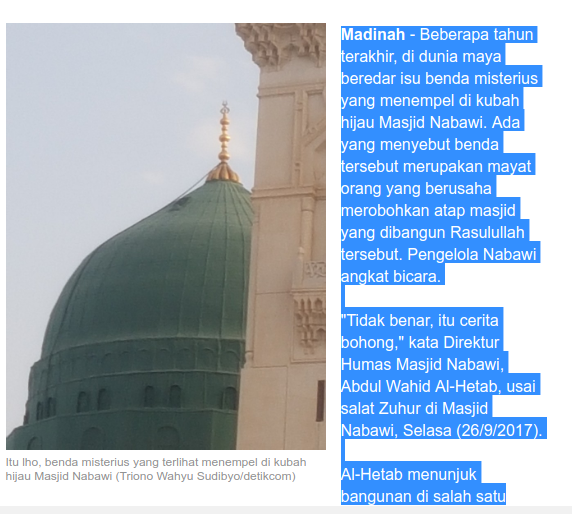 Madinah - Beberapa tahun
terakhir, di dunia maya
beredar isu benda misterius
yang menempel di kubah
hijau Masjid Nabawi. Ada
yang menyebut benda
tersebut merupakan mayat
orang yang berusaha
merobohkan atap masjid
yang dibangun Rasulullah
tersebut. Pengelola Nabawi
angkat bicara.
"Tidak benar, itu cerita
bohong," kata Direktur
Humas Masjid Nabawi,
Abdul Wahid Al-Hetab, usai
salat Zuhur di Masjid
Nabawi, Selasa (26/9/2017).
Al-Hetab menunjuk
bangunan di salah satu
Itu lho, benda misterius yang terlihat menempel di kubah
hijau Masjid Nabawi (Triono Wahyu Sudibyo/detikcom)